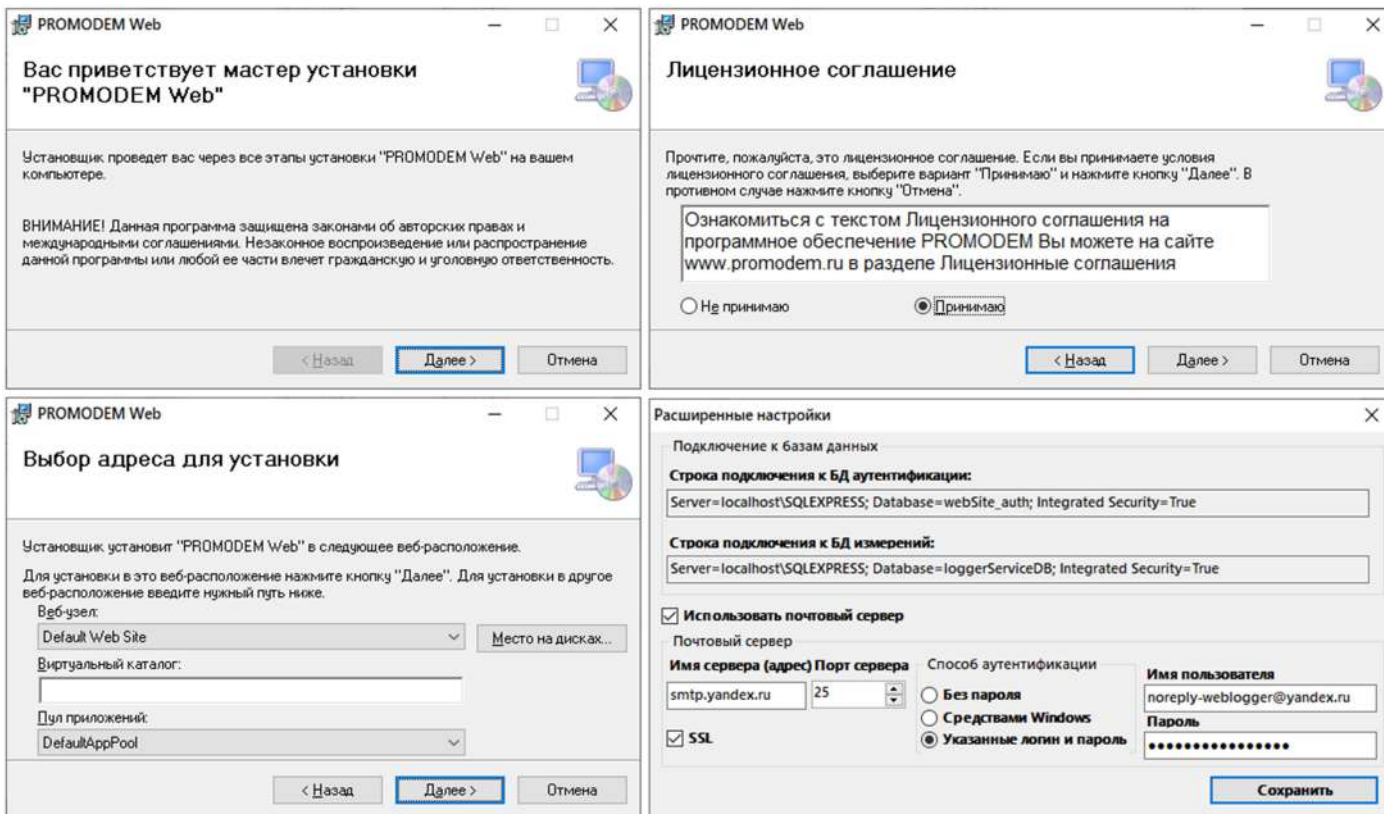 PROMODEM Web
Вас приветствует мастер установки
"PROMODEM Web"
Установщик проведет вас через все этапы установки "PROMODEM Web" на вашем
компьютере.
ВНИМАНИЕ! Данная программа защищена законами об авторских правах и
международными соглашениями. Незаконное воспроизведение или распространение
данной программы или любой ее части влечет гражданскую и уголовную ответственность.
< Назад
Далее >
Отмена
PROMODEM Web
Лицензионное соглашение
Прочтите, пожалуйста, это лицензионное соглашение. Если вы принимаете условия
лицензионного соглашения, выберите вариант "Принимаю" и нажмите кнопку "Далее". В
противном случае нажмите кнопку "Отмена".
Ознакомиться с текстом Лицензионного соглашения на
программное обеспечение PROMODEM Вы можете на сайте
www.promodem.ru в разделе Лицензионные соглашения
Не принимаю
Принимаю
< Назад
Далее >
Отмена
PROMODEM Web
Выбор адреса для установки
Установщик установит "PROMODEM Web" в следующее веб-расположение.
Для установки в это веб-расположение нажмите кнопку "Далее". Для установки в другое
веб-расположение введите нужный путь ниже.
Веб-узел:
Default Web Site
Место на дисках...
Виртуальный каталог:
Пул приложений:
DefaultAppPool
< Назад
Далее >
Отмена
Расширенные настройки
Подключение к базам данных
Строка подключения к БД аутентификации:
Server=localhost\SQLEXPRESS; Database=webSite_auth; Integrated Security=True
Строка подключения к БД измерений:
Server=localhost\SQLEXPRESS; Database=loggerServiceDB; Integrated Security=True
Использовать почтовый сервер
Почтовый сервер
Имя сервера (адрес) Порт сервера
smtp.yandex.ru
25
SSL
Способ аутентификации
Без пароля
Средствами Windows
Указанные логин и пароль
Имя пользователя
noreply-weblogger@yandex.ru
Пароль
Сохранить